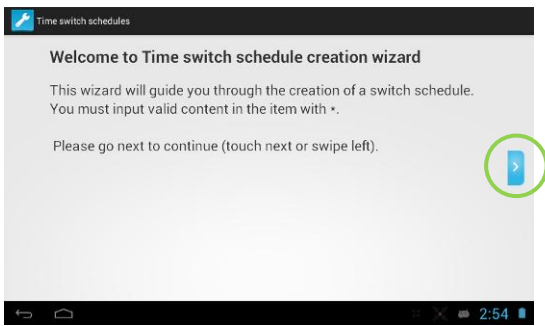 Time switch schedules
Welcome to Time switch schedule creation wizard
This wizard will guide you through the creation of a switch schedule.
You must input valid content in the item with *.
Please go next to continue (touch next or swipe left).
2:54